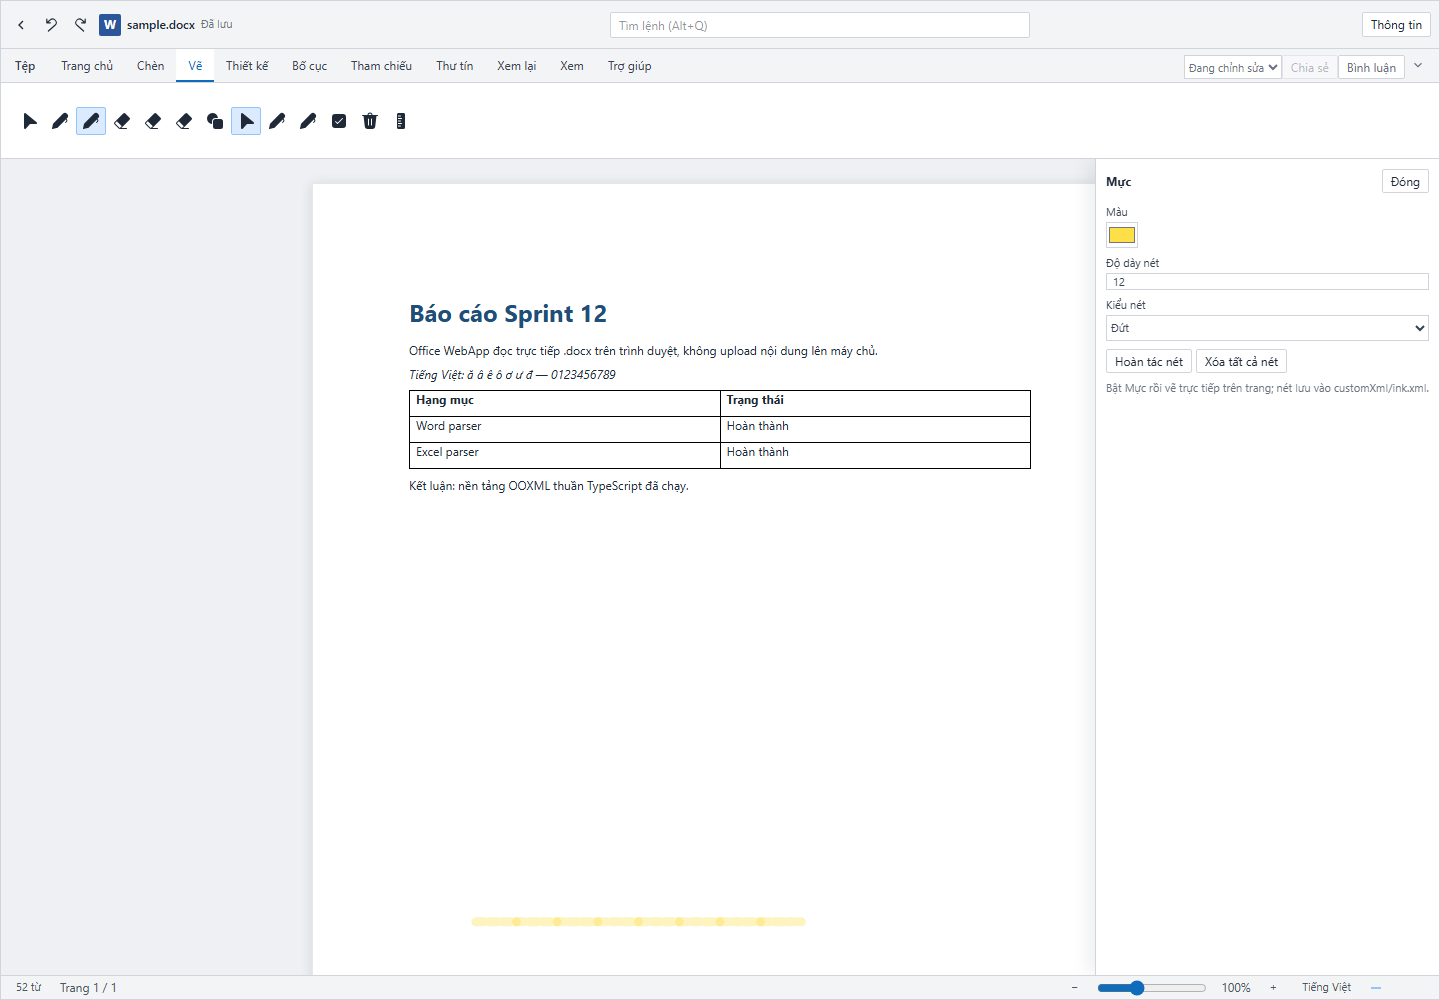 W sample.docx Đã lưu
Tìm lệnh (Alt+Q)
Thông tin
Tệp Trang chủ Chèn Vẽ Thiết kế Bố cục Tham chiếu Thư tín Xem lại Xem Trợ giúp
Đang chỉnh sửa Chia sẻ Bình luận
Báo cáo Sprint 12
Office WebApp đọc trực tiếp .docx trên trình duyệt, không upload nội dung lên máy chủ.
Tiếng Việt: ă â ê ô ơ ư đ — 0123456789
Hạng mục Trạng thái
Word parser Hoàn thành
Excel parser Hoàn thành
Kết luận: nền tảng OOXML thuần TypeScript đã chạy.
Mực Đóng
Màu
Độ dày nét
12
Kiểu nét
Đứt
Hoàn tác nét Xóa tất cả nét
Bật Mực rồi vẽ trực tiếp trên trang; nét lưu vào customXml/ink.xml.
52 từ Trang 1 / 1
− 100% + Tiếng Việt